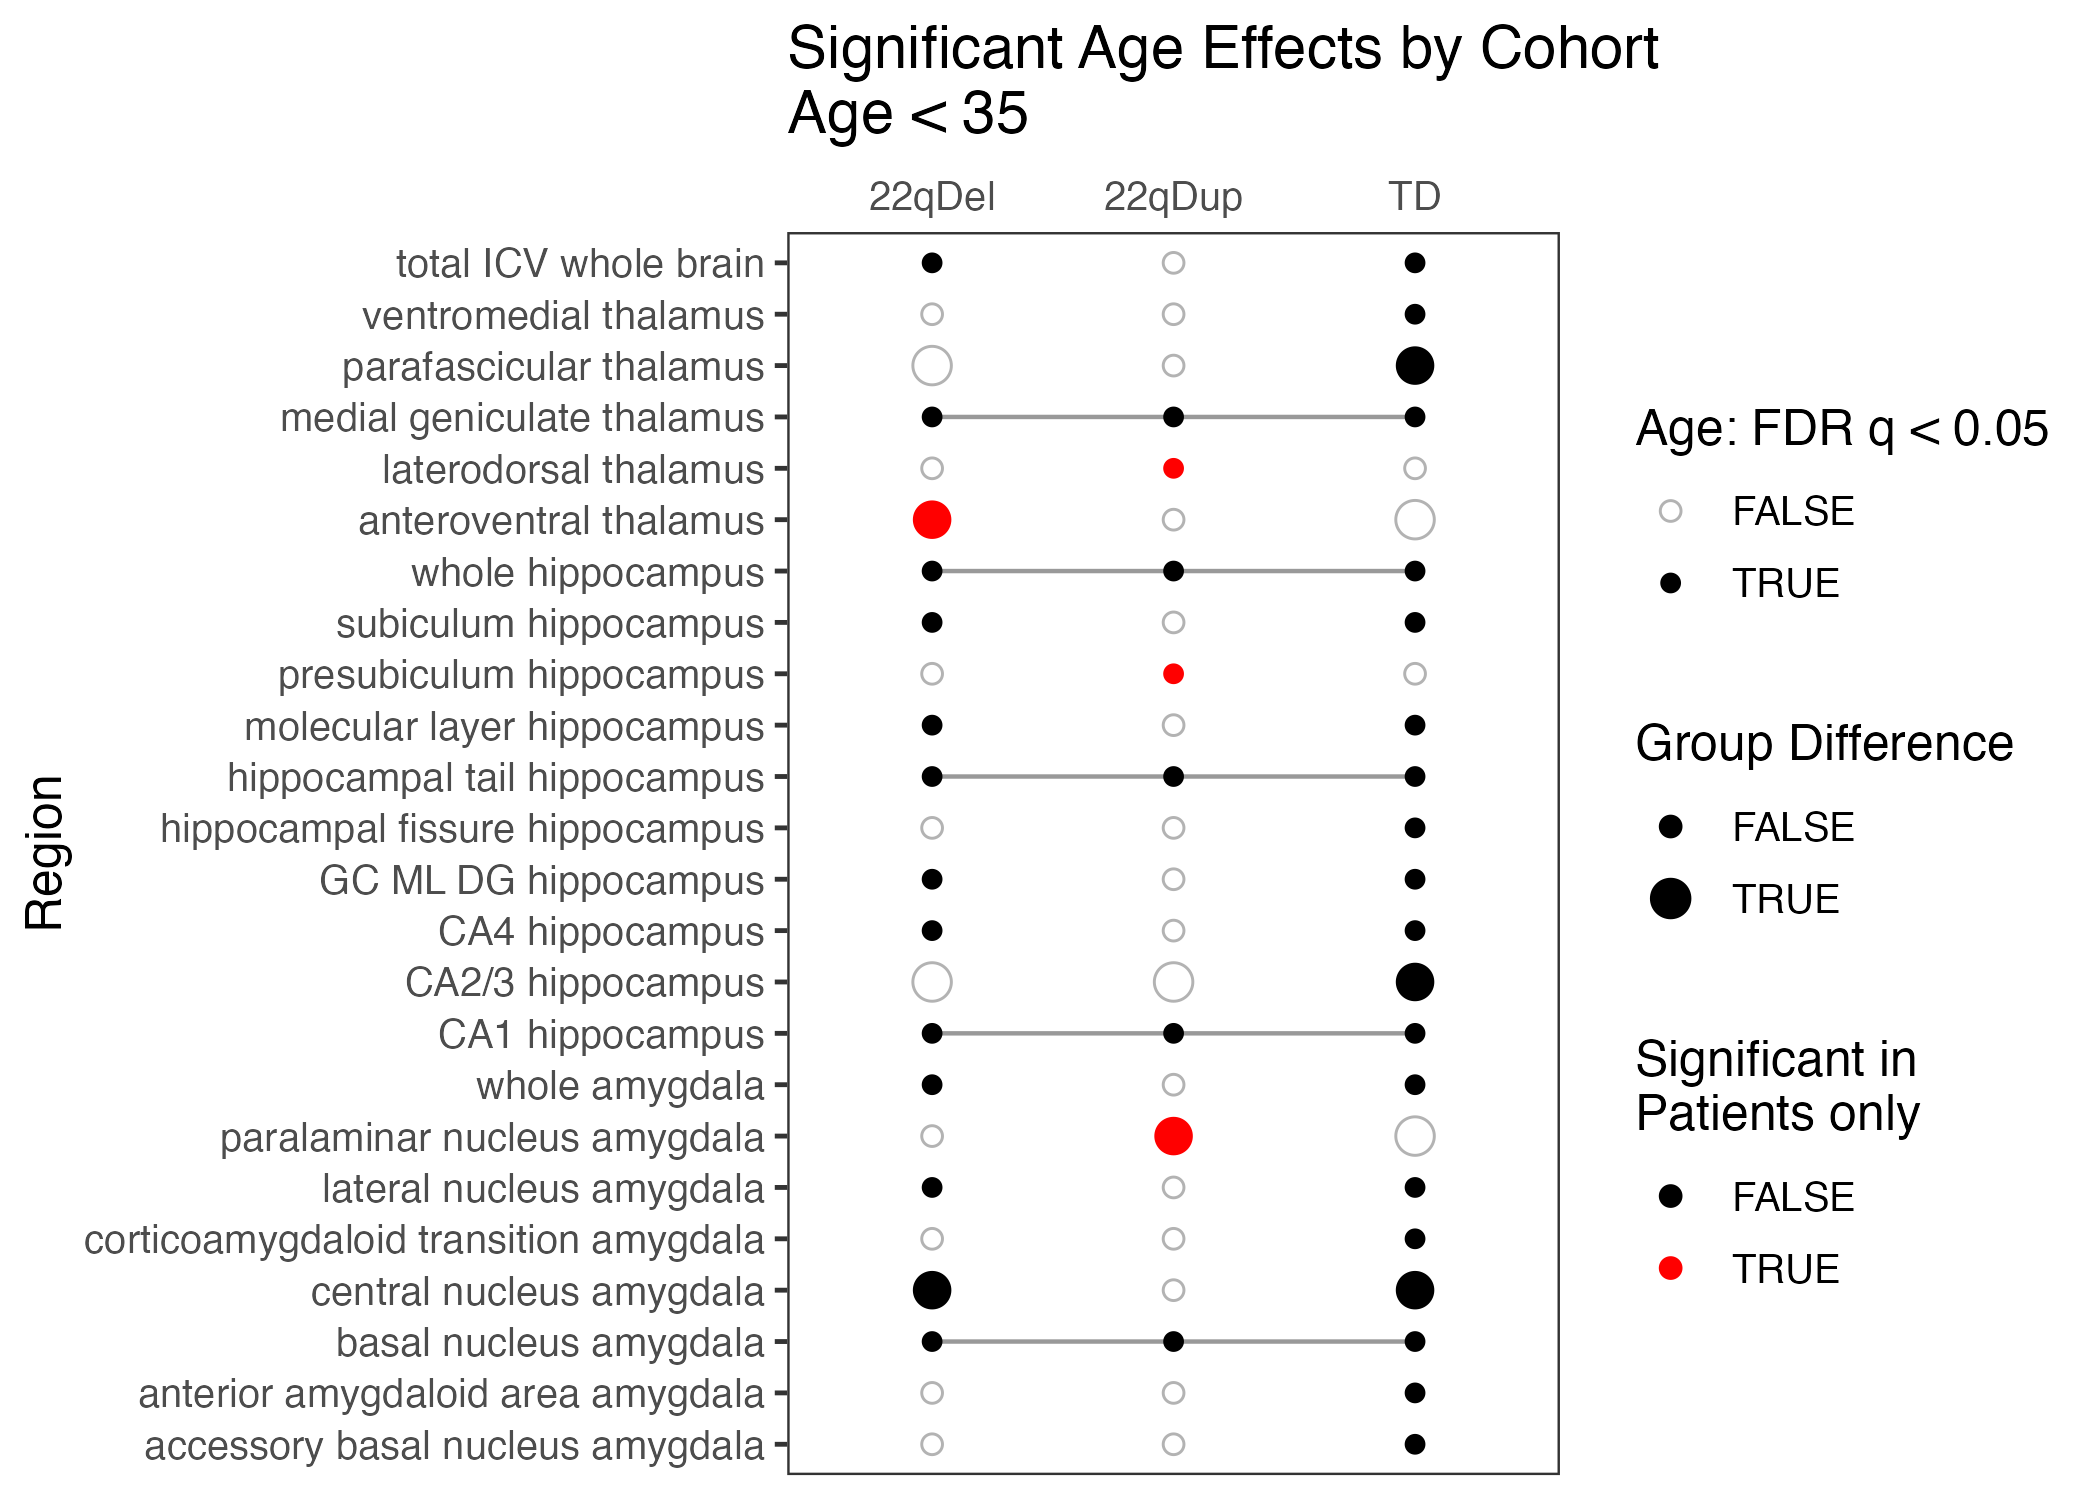 Significant Age Effects by Cohort
Age < 35
22qDel 22qDup TD
total ICV whole brain
ventromedial thalamus
parafascicular thalamus
medial geniculate thalamus
laterodorsal thalamus
anteroventral thalamus
whole hippocampus
subiculum hippocampus
presubiculum hippocampus
molecular layer hippocampus
hippocampal tail hippocampus
hippocampal fissure hippocampus
GC ML DG hippocampus
CA4 hippocampus
CA2/3 hippocampus
CA1 hippocampus
whole amygdala
paralaminar nucleus amygdala
lateral nucleus amygdala
corticoamygdaloid transition amygdala
central nucleus amygdala
basal nucleus amygdala
anterior amygdaloid area amygdala
accessory basal nucleus amygdala
Region
Age: FDR q < 0.05
FALSE
TRUE
Group Difference
FALSE
TRUE
Significant in
Patients only
FALSE
TRUE